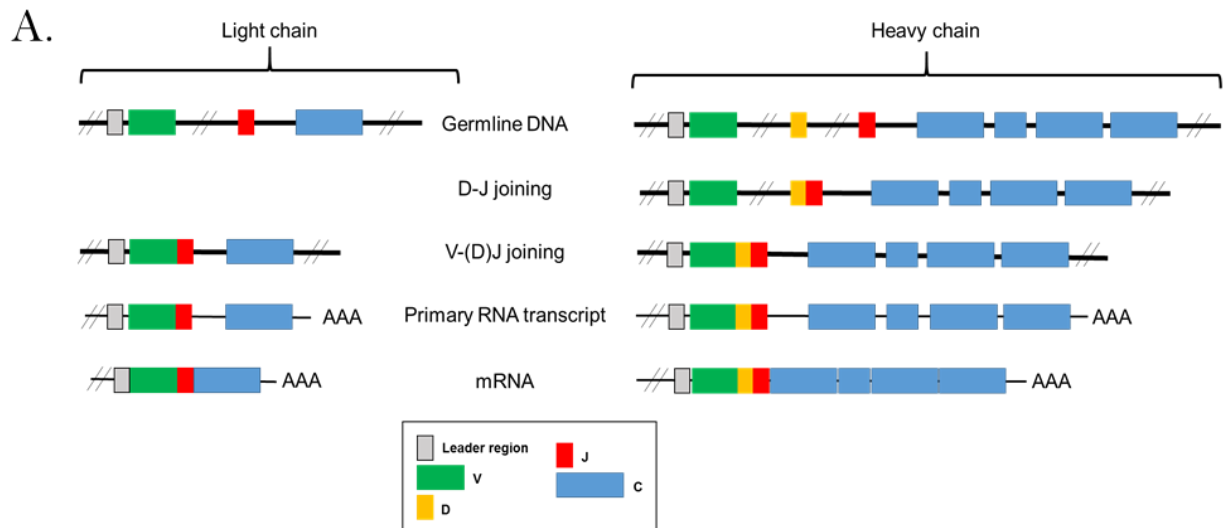 A.
Light chain
Heavy chain
Germline DNA
D-J joining
V-(D)J joining
AAA Primary RNA transcript AAA
AAA mRNA AAA
Leader region
V
D
J
C